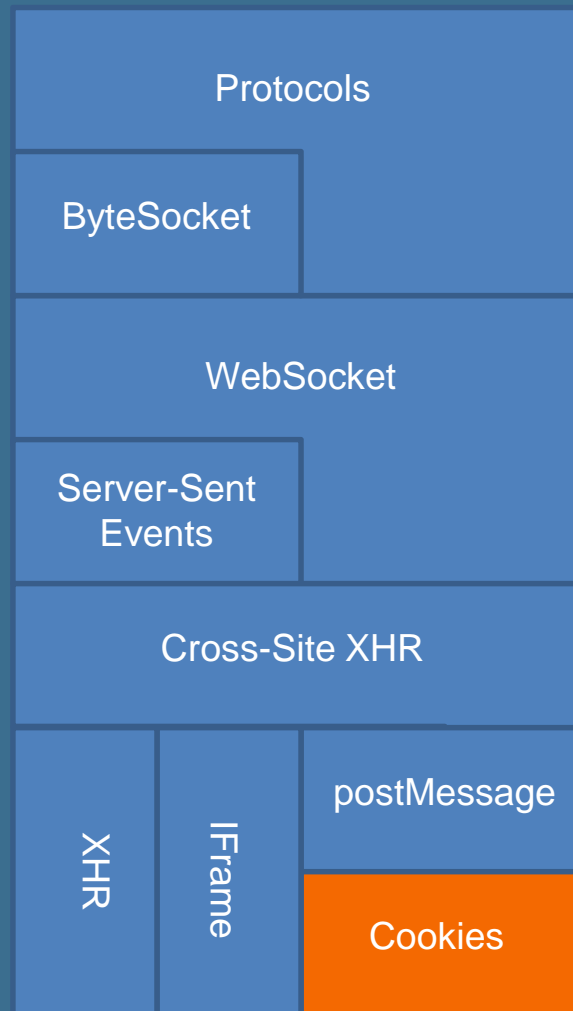 Protocols
ByteSocket
WebSocket
Server-Sent
Events
Cross-Site XHR
XHR
IFrame
postMessage
Cookies